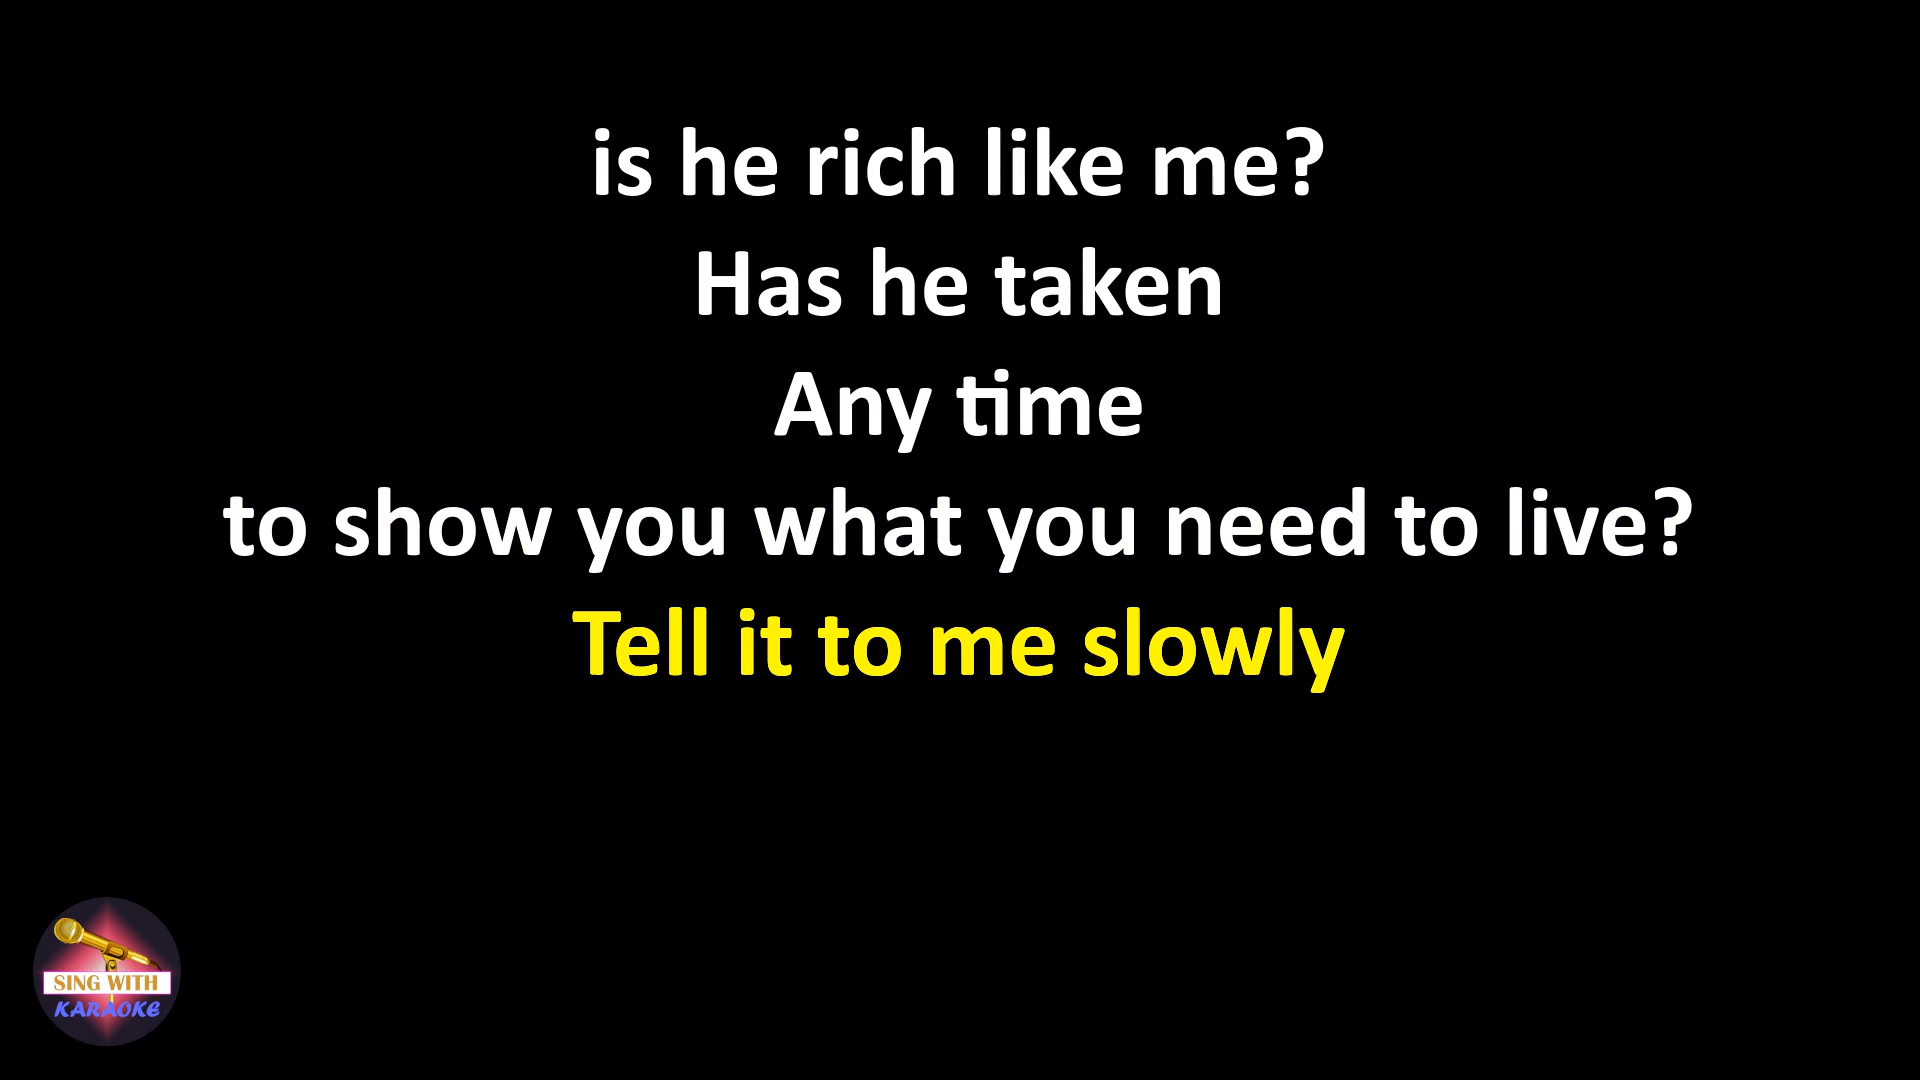 is he rich like me?
Has he taken
Any time
to show you what you need to live?
Tell it to me slowly
SING WITH
KARAOKE